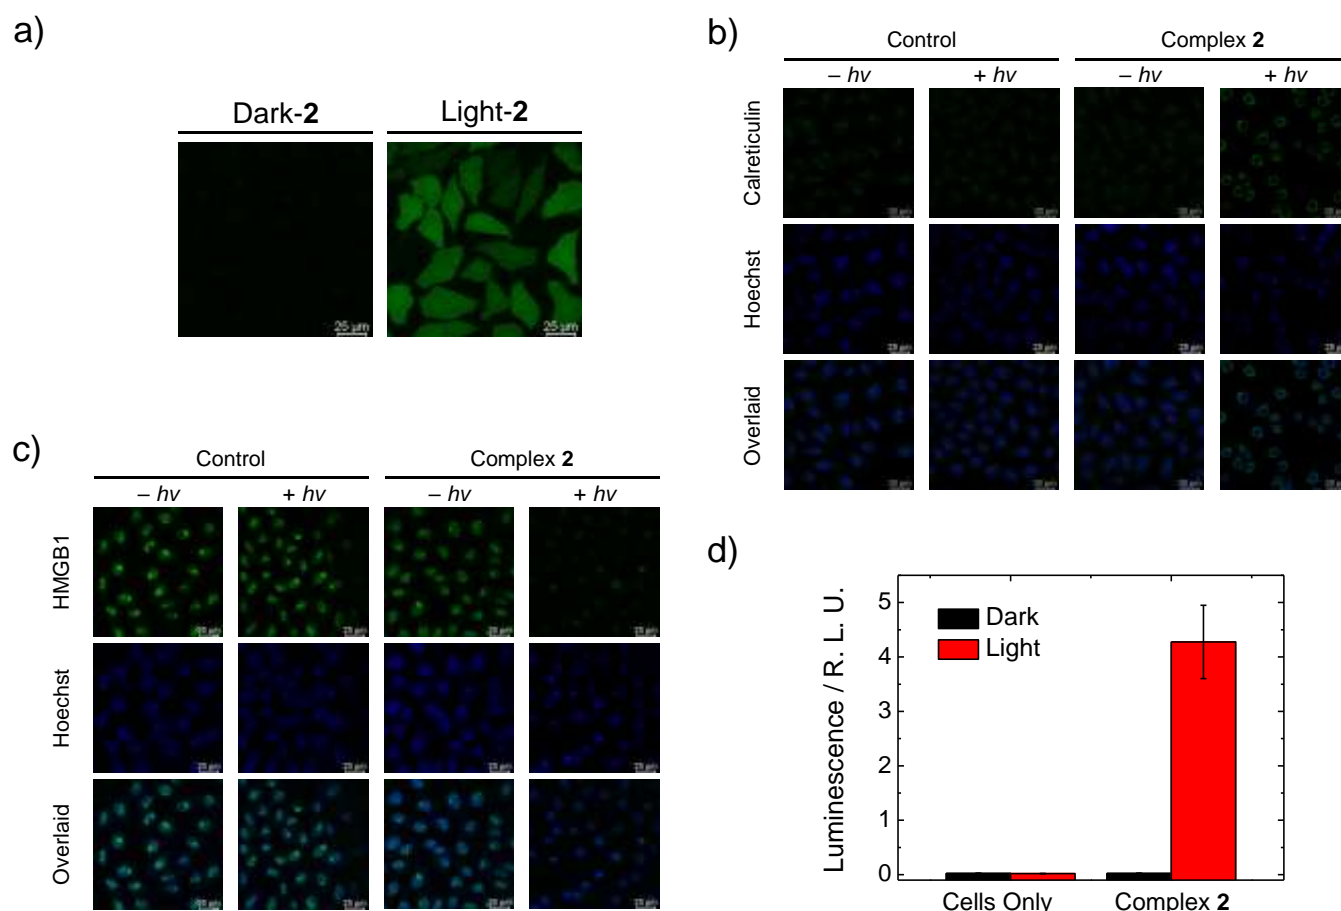 a)
Dark-2
Light-2
25 µm
25 µm
b)
Control
Complex 2
– hv
+ hv
– hv
+ hv
Calreticulin
Hoechst
Overlaid
c)
Control
Complex 2
– hv
+ hv
– hv
+ hv
HMGB1
Hoechst
Overlaid
d)
Luminescence / R. L. U.
5
4
3
2
1
0
Dark
Light
Cells Only
Complex 2